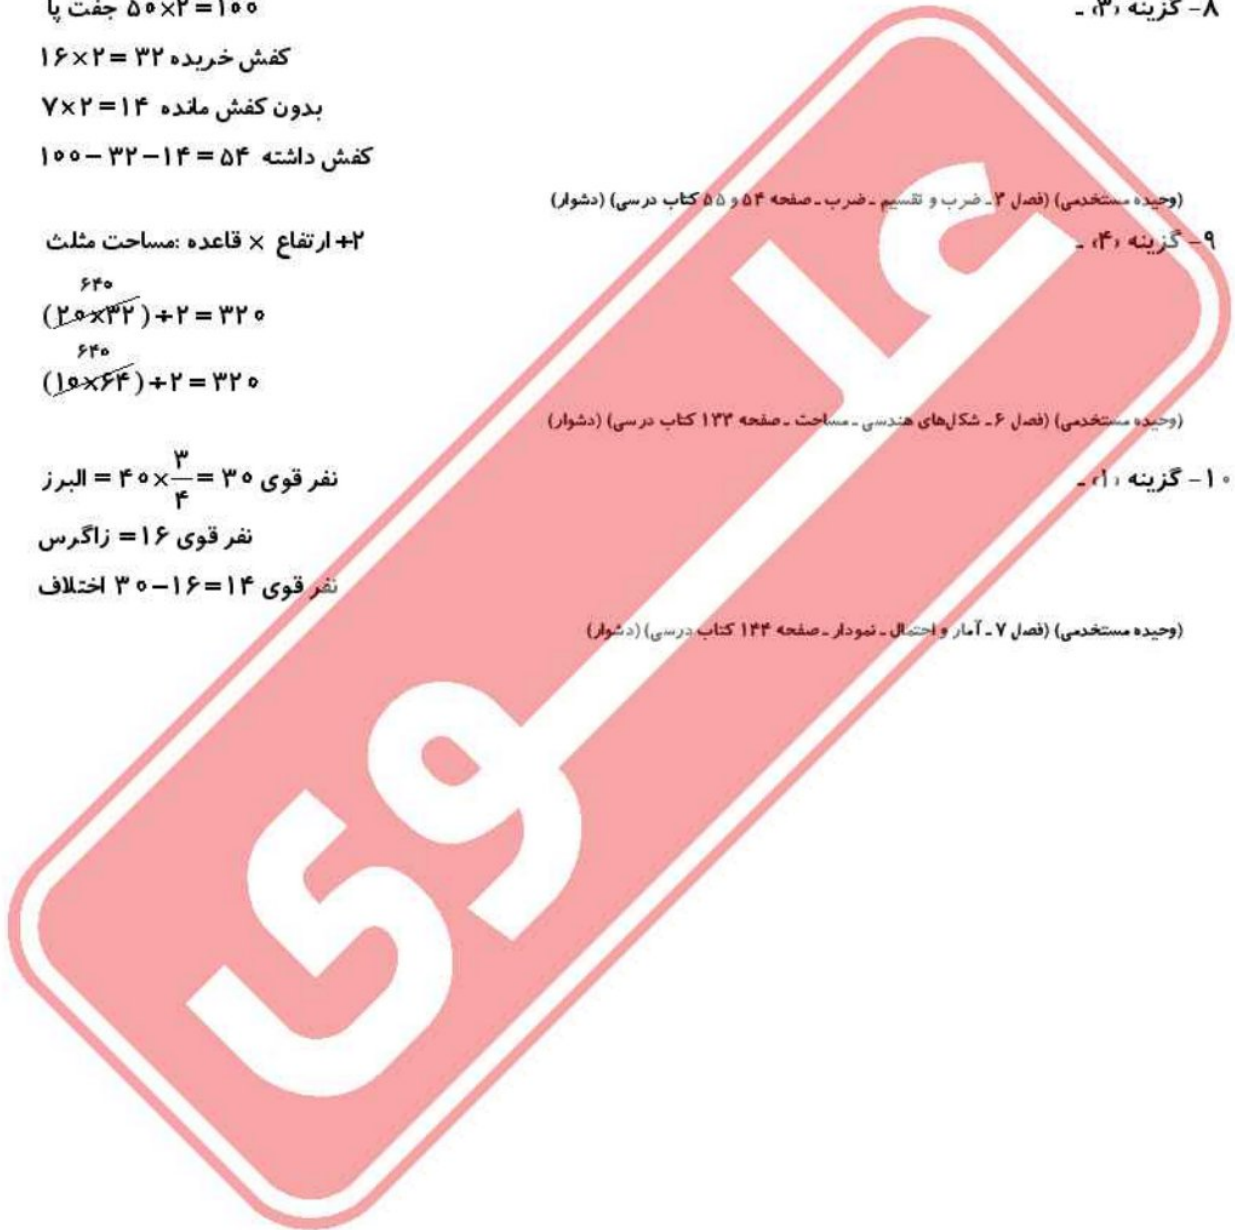 ۸- گزینه «۳» ـ
۵۰×۲=۱۰۰ جفت پا
۱۶×۲=۳۲ کفش خریده
۷×۲=۱۴ بدون کفش مانده
۱۰۰-۳۲-۱۴=۵۴ کفش داشته
(وحیده مستخدمی) (فصل ۳ ـ ضرب و تقسیم ـ ضرب ـ صفحه ۵۴ و ۵۵ کتاب درسی) (دشوار)
۹- گزینه «۴» ـ
۲÷ ارتفاع × قاعده :مساحت مثلث
۶۴۰
(۲۰×۳۲)÷۲=۳۲۰
۶۴۰
(۱۰×۶۴)÷۲=۳۲۰
(وحیده مستخدمی) (فصل ۶ ـ شکل‌های هندسی ـ مساحت ـ صفحه ۱۳۳ کتاب درسی) (دشوار)
۱۰- گزینه «۱» ـ
نفر قوی ۳۰ = ۴۰×۳/۴ = البرز
نفر قوی ۱۶ = زاگرس
نفر قوی ۱۴=۱۶-۳۰ اختلاف
(وحیده مستخدمی) (فصل ۷ ـ آمار و احتمال ـ نمودار ـ صفحه ۱۴۴ کتاب درسی) (دشوار)
علوی